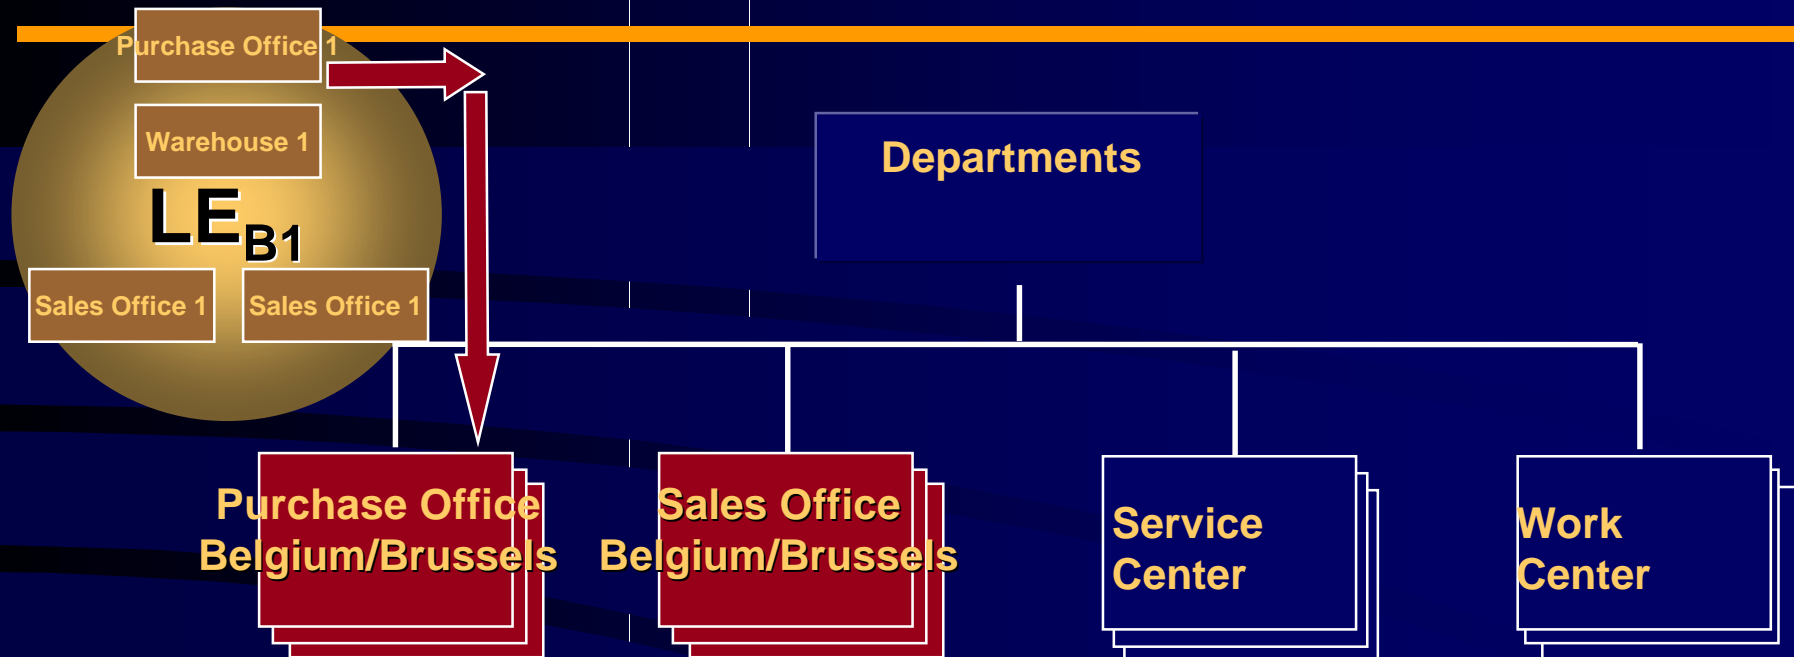 Purchase Office 1
Warehouse 1
LEB1
Sales Office 1
Sales Office 1
Departments
Purchase Office
Belgium/Brussels
Sales Office
Belgium/Brussels
Service
Center
Work
Center